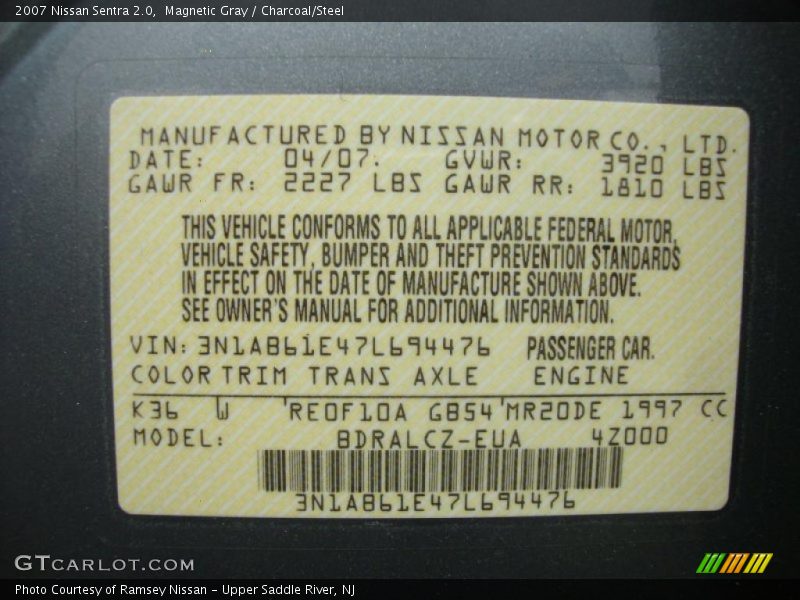 2007 Nissan Sentra 2.0,  Magnetic Gray / Charcoal/Steel
MANUFACTURED BY NISSAN MOTOR CO., LTD.
DATE: 04/07. GVWR: 3920 LBS
GAWR FR: 2227 LBS GAWR RR: 1810 LBS
THIS VEHICLE CONFORMS TO ALL APPLICABLE FEDERAL MOTOR,
VEHICLE SAFETY, BUMPER AND THEFT PREVENTION STANDARDS
IN EFFECT ON THE DATE OF MANUFACTURE SHOWN ABOVE.
SEE OWNER'S MANUAL FOR ADDITIONAL INFORMATION.
VIN: 3N1AB61E47L694476 PASSENGER CAR.
COLOR TRIM TRANS AXLE ENGINE
K36 W 'RE0F10A GB54'MR20DE 1997 CC
MODEL: BDRALCZ-EUA 4Z000
3N1AB61E47L694476
GTCARLOT.COM
Photo Courtesy of Ramsey Nissan - Upper Saddle River, NJ